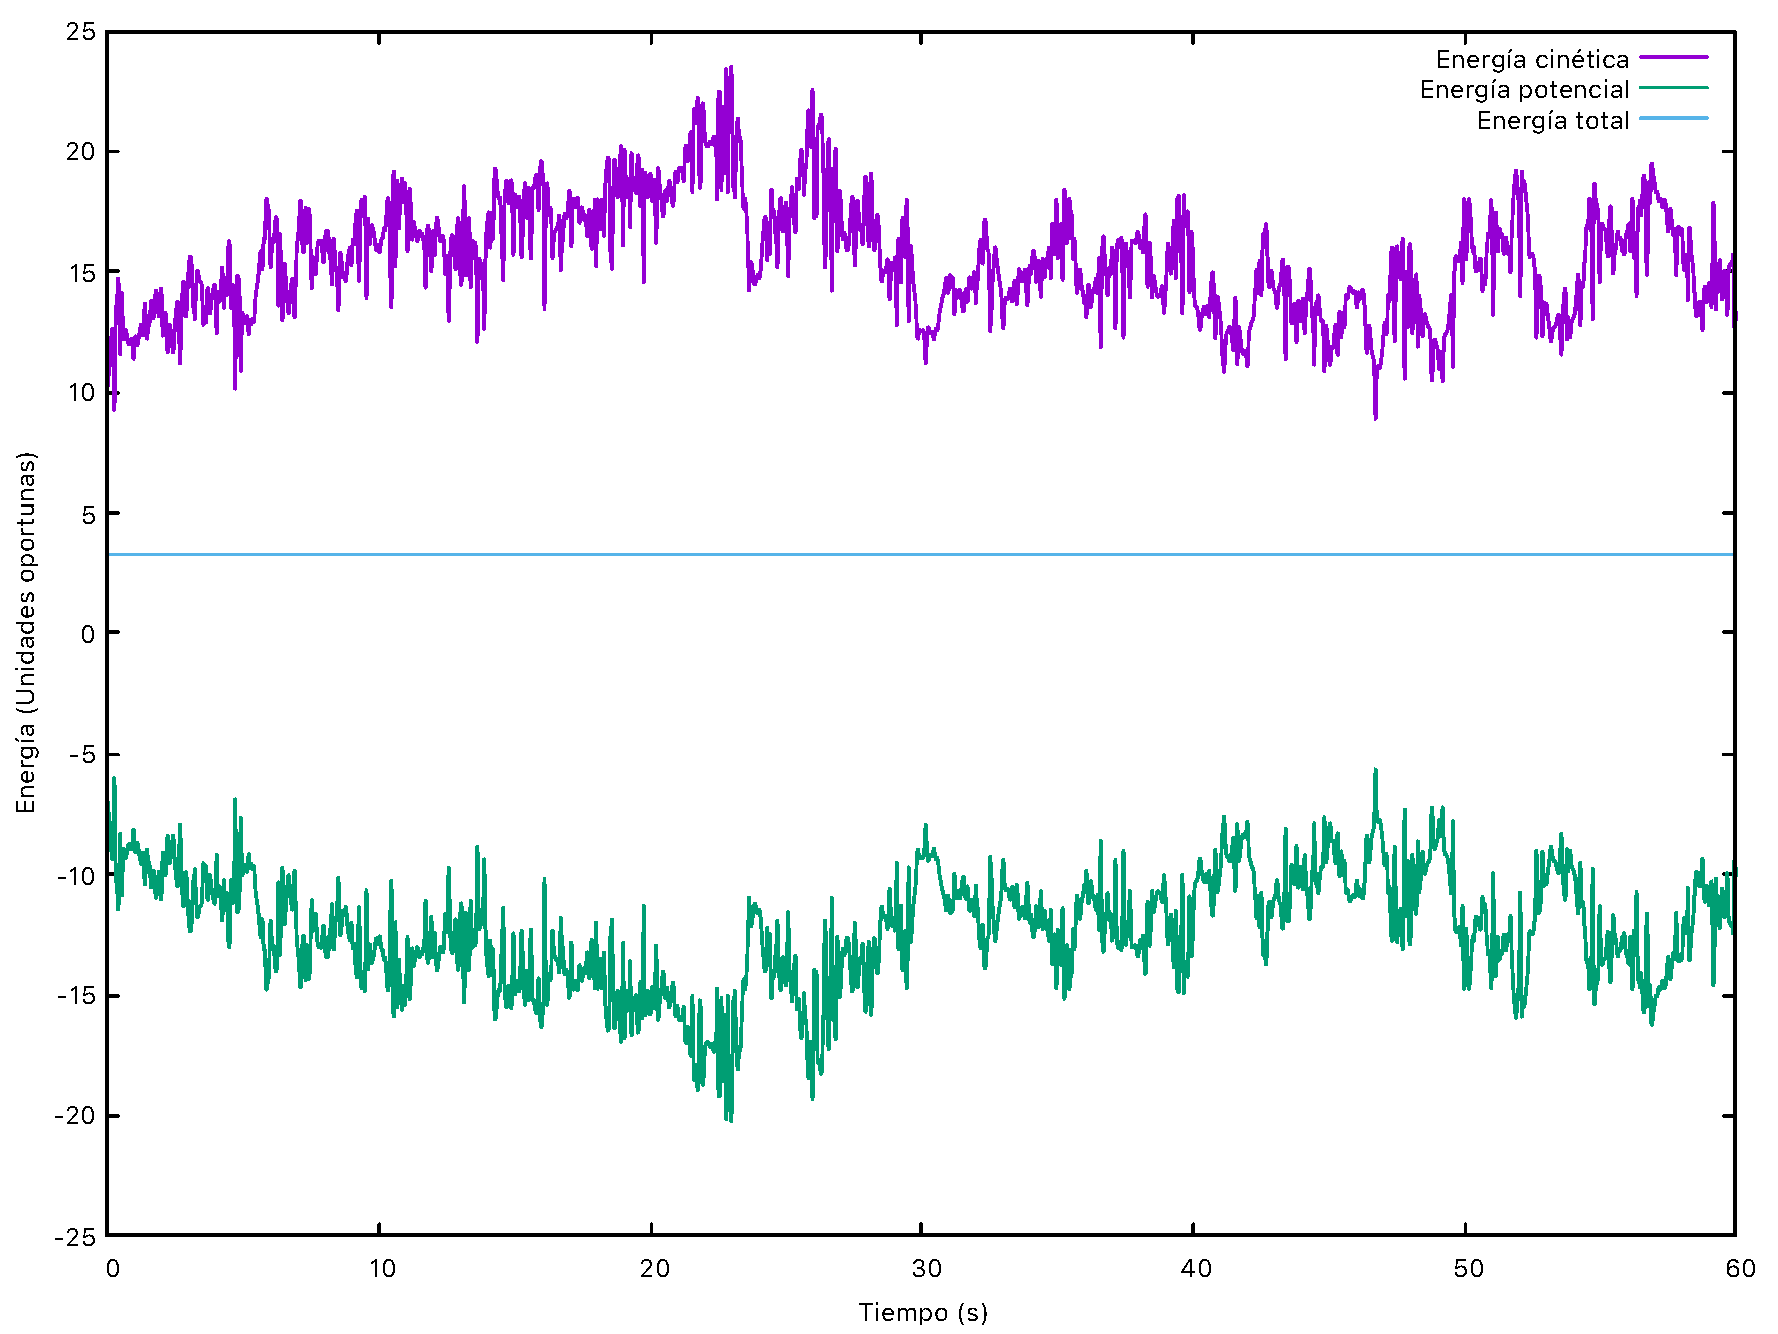 25
Energía cinética
Energía potencial
Energía total
20
15
10
5
0
-5
-10
-15
-20
-25
Energía (Unidades oportunas)
0 10 20 30 40 50 60
Tiempo (s)